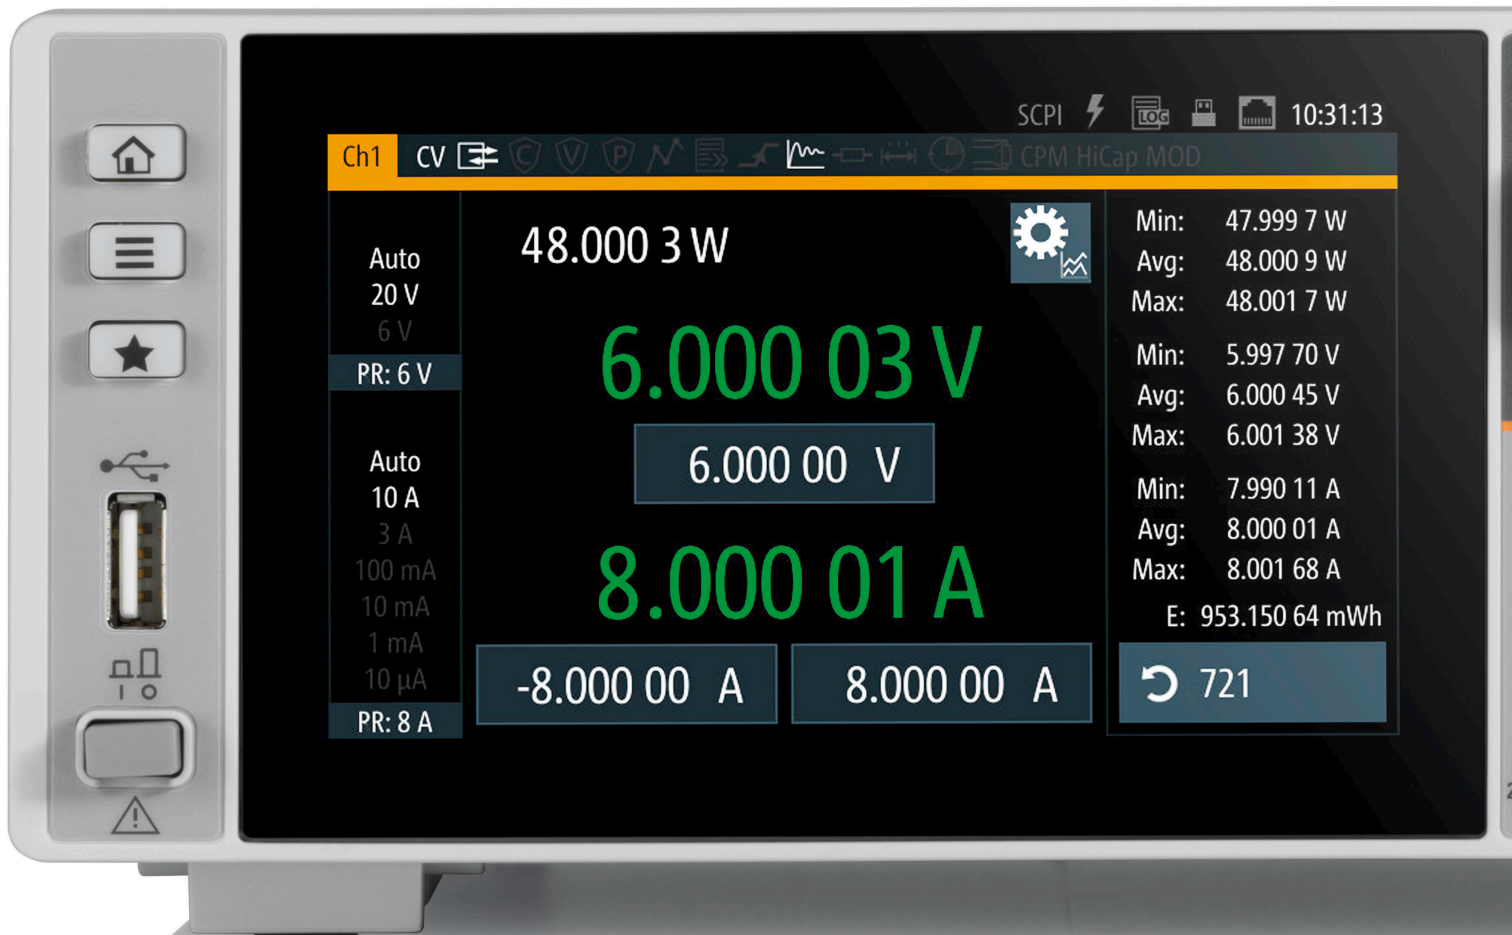 SCPI LOG 10:31:13
Ch1 CV C V P CPM HiCap MOD
Auto
20 V
6 V
PR: 6 V
Auto
10 A
3 A
100 mA
10 mA
1 mA
10 µA
PR: 8 A
48.000 3 W
6.000 03 V
6.000 00 V
8.000 01 A
-8.000 00 A
8.000 00 A
Min: 47.999 7 W
Avg: 48.000 9 W
Max: 48.001 7 W
Min: 5.997 70 V
Avg: 6.000 45 V
Max: 6.001 38 V
Min: 7.990 11 A
Avg: 8.000 01 A
Max: 8.001 68 A
E: 953.150 64 mWh
721